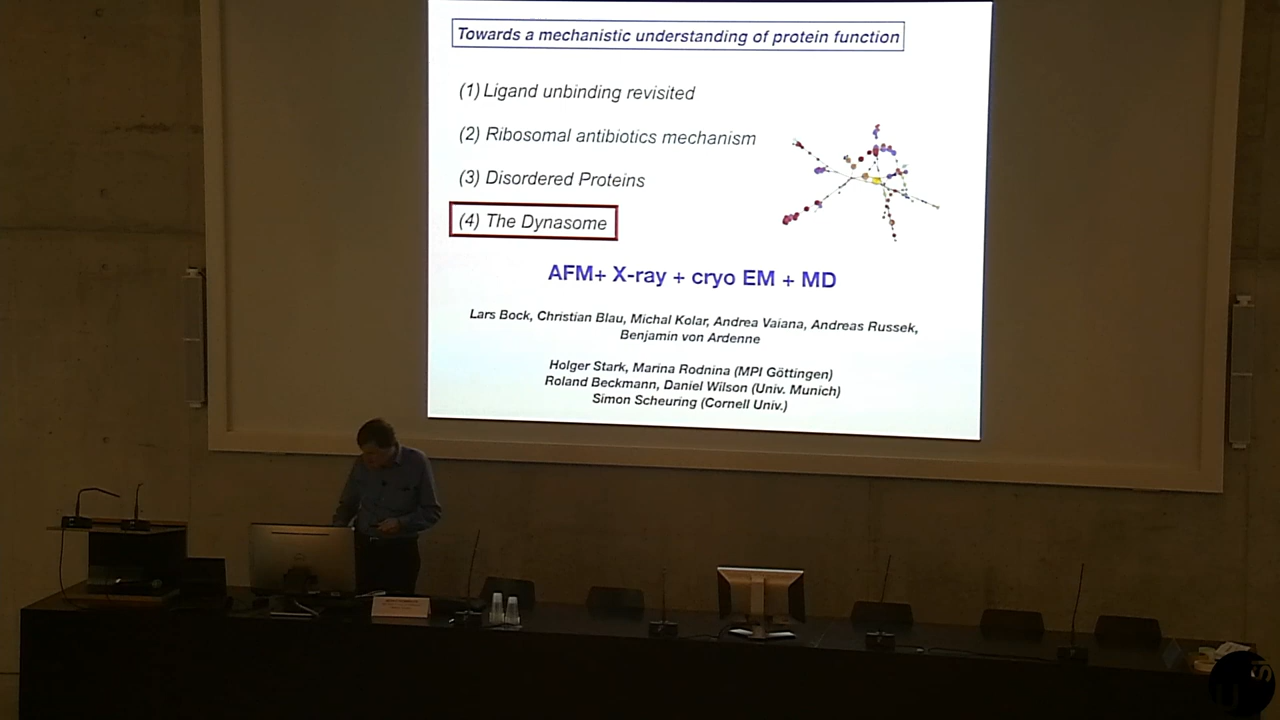 Towards a mechanistic understanding of protein function
(1) Ligand unbinding revisited
(2) Ribosomal antibiotics mechanism
(3) Disordered Proteins
(4) The Dynasome
AFM+ X-ray + cryo EM + MD
Lars Bock, Christian Blau, Michal Kolar, Andrea Vaiana, Andreas Russek,
Benjamin von Ardenne
Holger Stark, Marina Rodnina (MPI Göttingen)
Roland Beckmann, Daniel Wilson (Univ. Munich)
Simon Scheuring (Cornell Univ.)